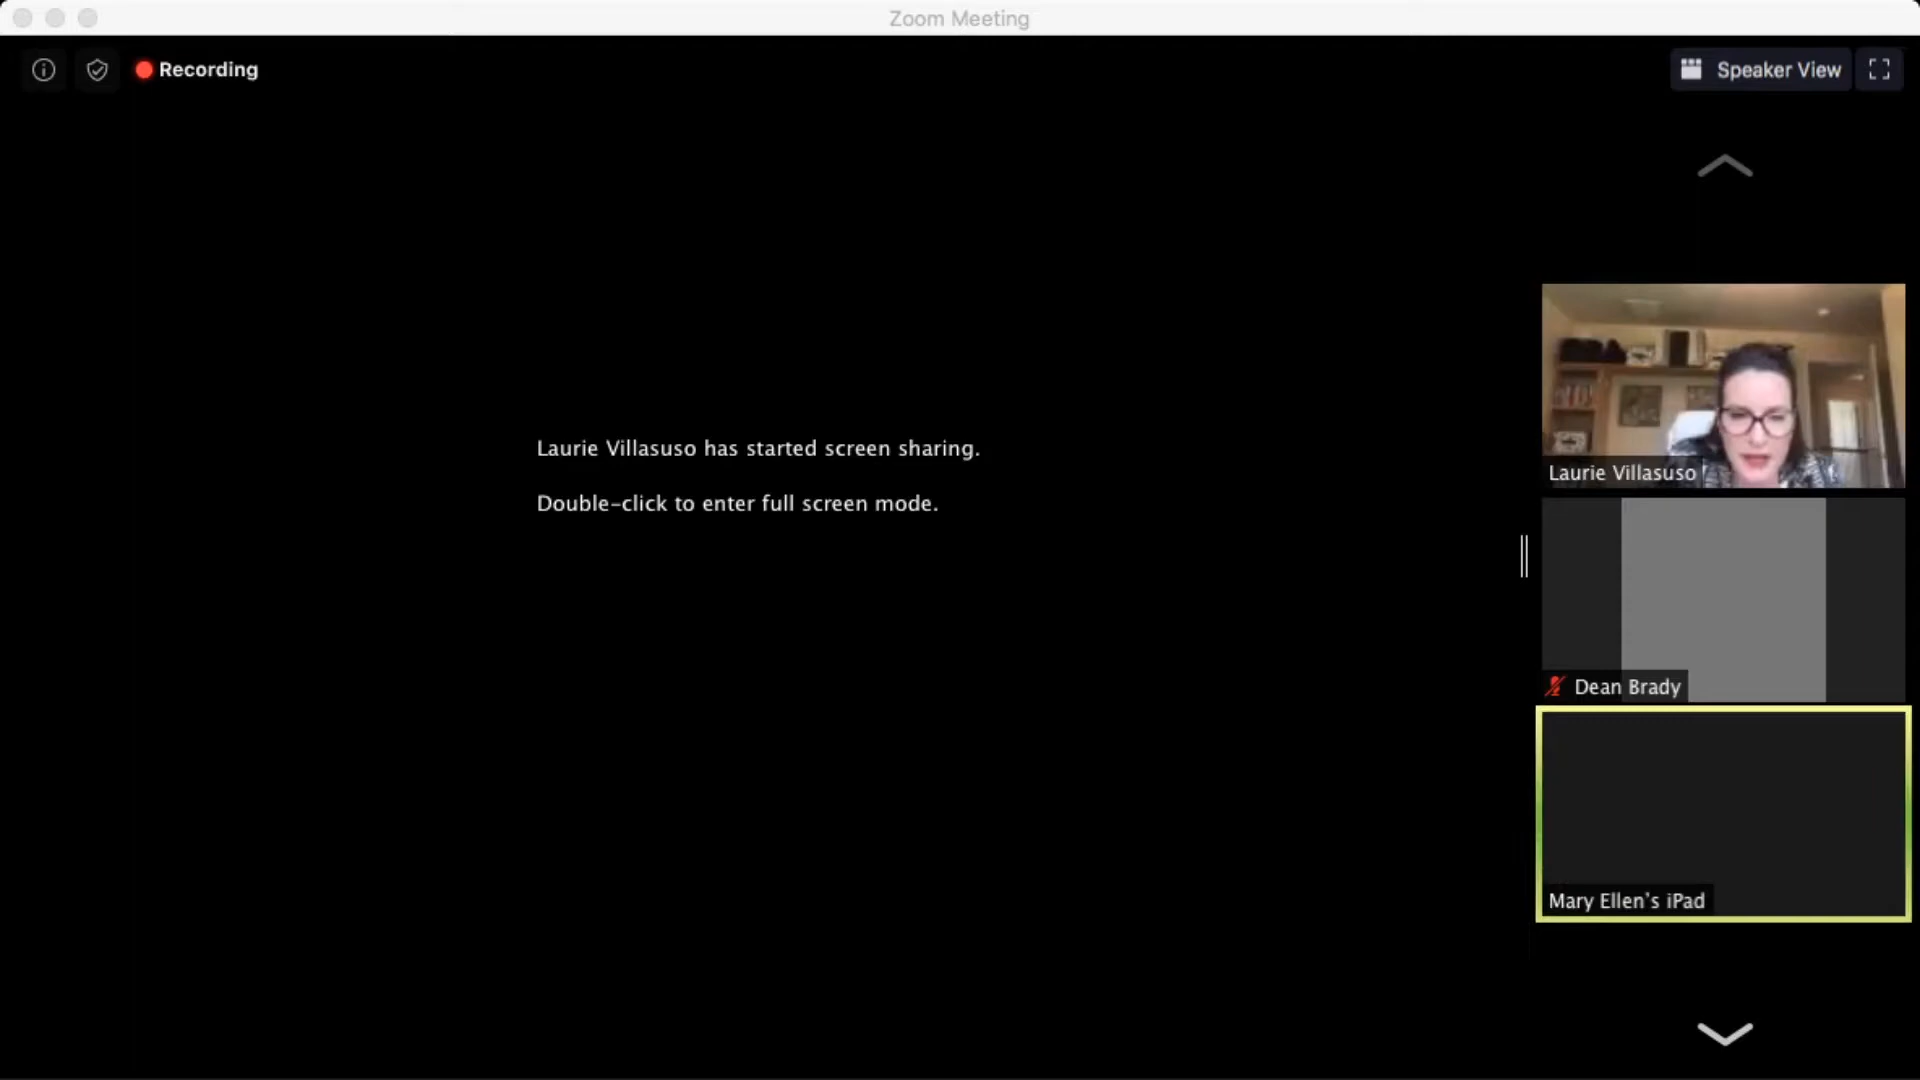 Zoom Meeting
Recording
Speaker View
Laurie Villasuso has started screen sharing.
Double-click to enter full screen mode.
Laurie Villasuso
Dean Brady
Mary Ellen's iPad